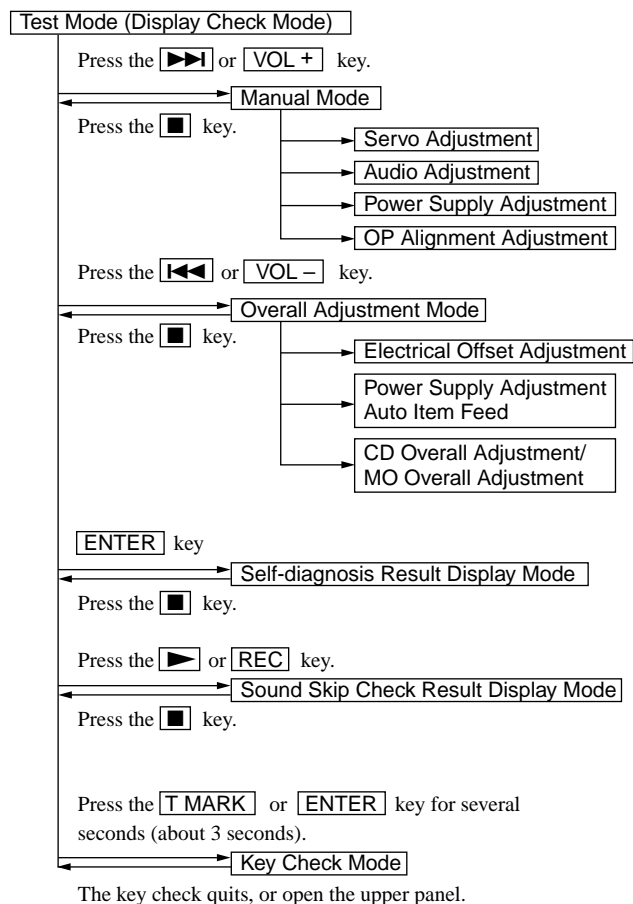 Test Mode (Display Check Mode)
Press the ▶▶I or VOL + key.
Manual Mode
Press the ■ key.
Servo Adjustment
Audio Adjustment
Power Supply Adjustment
OP Alignment Adjustment
Press the I◀◀ or VOL – key.
Overall Adjustment Mode
Press the ■ key.
Electrical Offset Adjustment
Power Supply Adjustment
Auto Item Feed
CD Overall Adjustment/
MO Overall Adjustment
ENTER key
Self-diagnosis Result Display Mode
Press the ■ key.
Press the ▶ or REC key.
Sound Skip Check Result Display Mode
Press the ■ key.
Press the T MARK or ENTER key for several
seconds (about 3 seconds).
Key Check Mode
The key check quits, or open the upper panel.